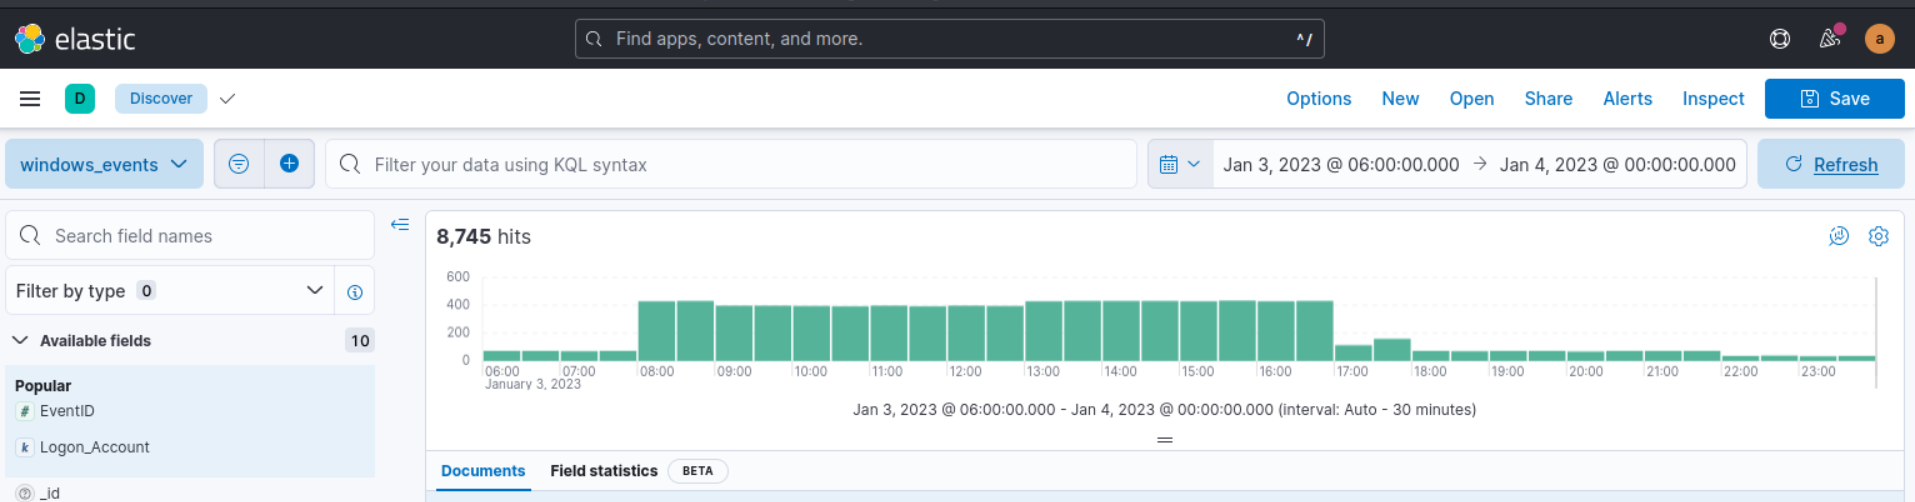 elastic
Find apps, content, and more.
^/
a
D
Discover
Options
New
Open
Share
Alerts
Inspect
Save
windows_events
Filter your data using KQL syntax
Jan 3, 2023 @ 06:00:00.000 → Jan 4, 2023 @ 00:00:00.000
Refresh
Search field names
Filter by type 0
Available fields 10
Popular
# EventID
k Logon_Account
_id
8,745 hits
600
400
200
0
06:00 07:00 08:00 09:00 10:00 11:00 12:00 13:00 14:00 15:00 16:00 17:00 18:00 19:00 20:00 21:00 22:00 23:00
January 3, 2023
Jan 3, 2023 @ 06:00:00.000 - Jan 4, 2023 @ 00:00:00.000 (interval: Auto - 30 minutes)
Documents
Field statistics
BETA